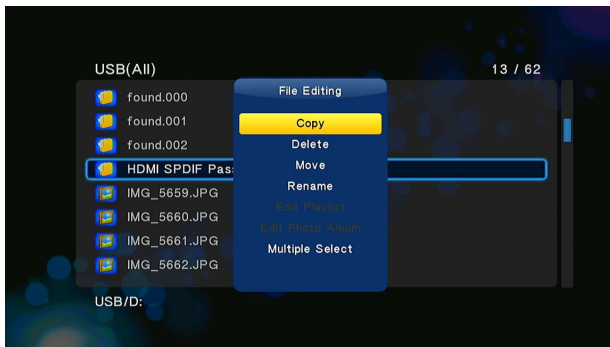 USB(All)
13 / 62
found.000
found.001
found.002
HDMI SPDIF Pas
IMG_5659.JPG
IMG_5660.JPG
IMG_5661.JPG
IMG_5662.JPG
File Editing
Copy
Delete
Move
Rename
Edit Playlist
Edit Photo Album
Multiple Select
USB/D: